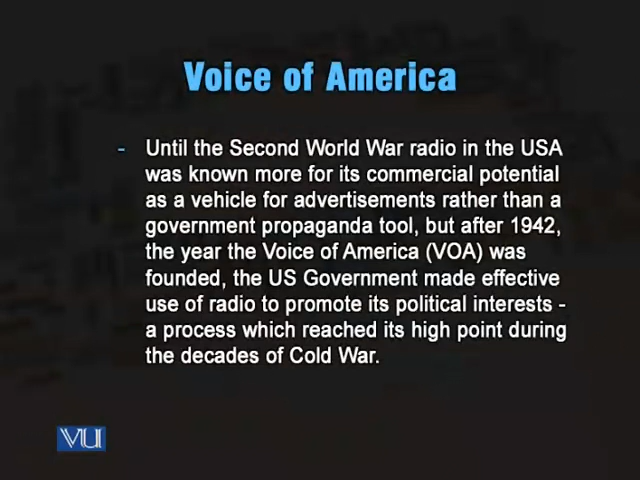 Voice of America
- Until the Second World War radio in the USA
was known more for its commercial potential
as a vehicle for advertisements rather than a
government propaganda tool, but after 1942,
the year the Voice of America (VOA) was
founded, the US Government made effective
use of radio to promote its political interests -
a process which reached its high point during
the decades of Cold War.
VU